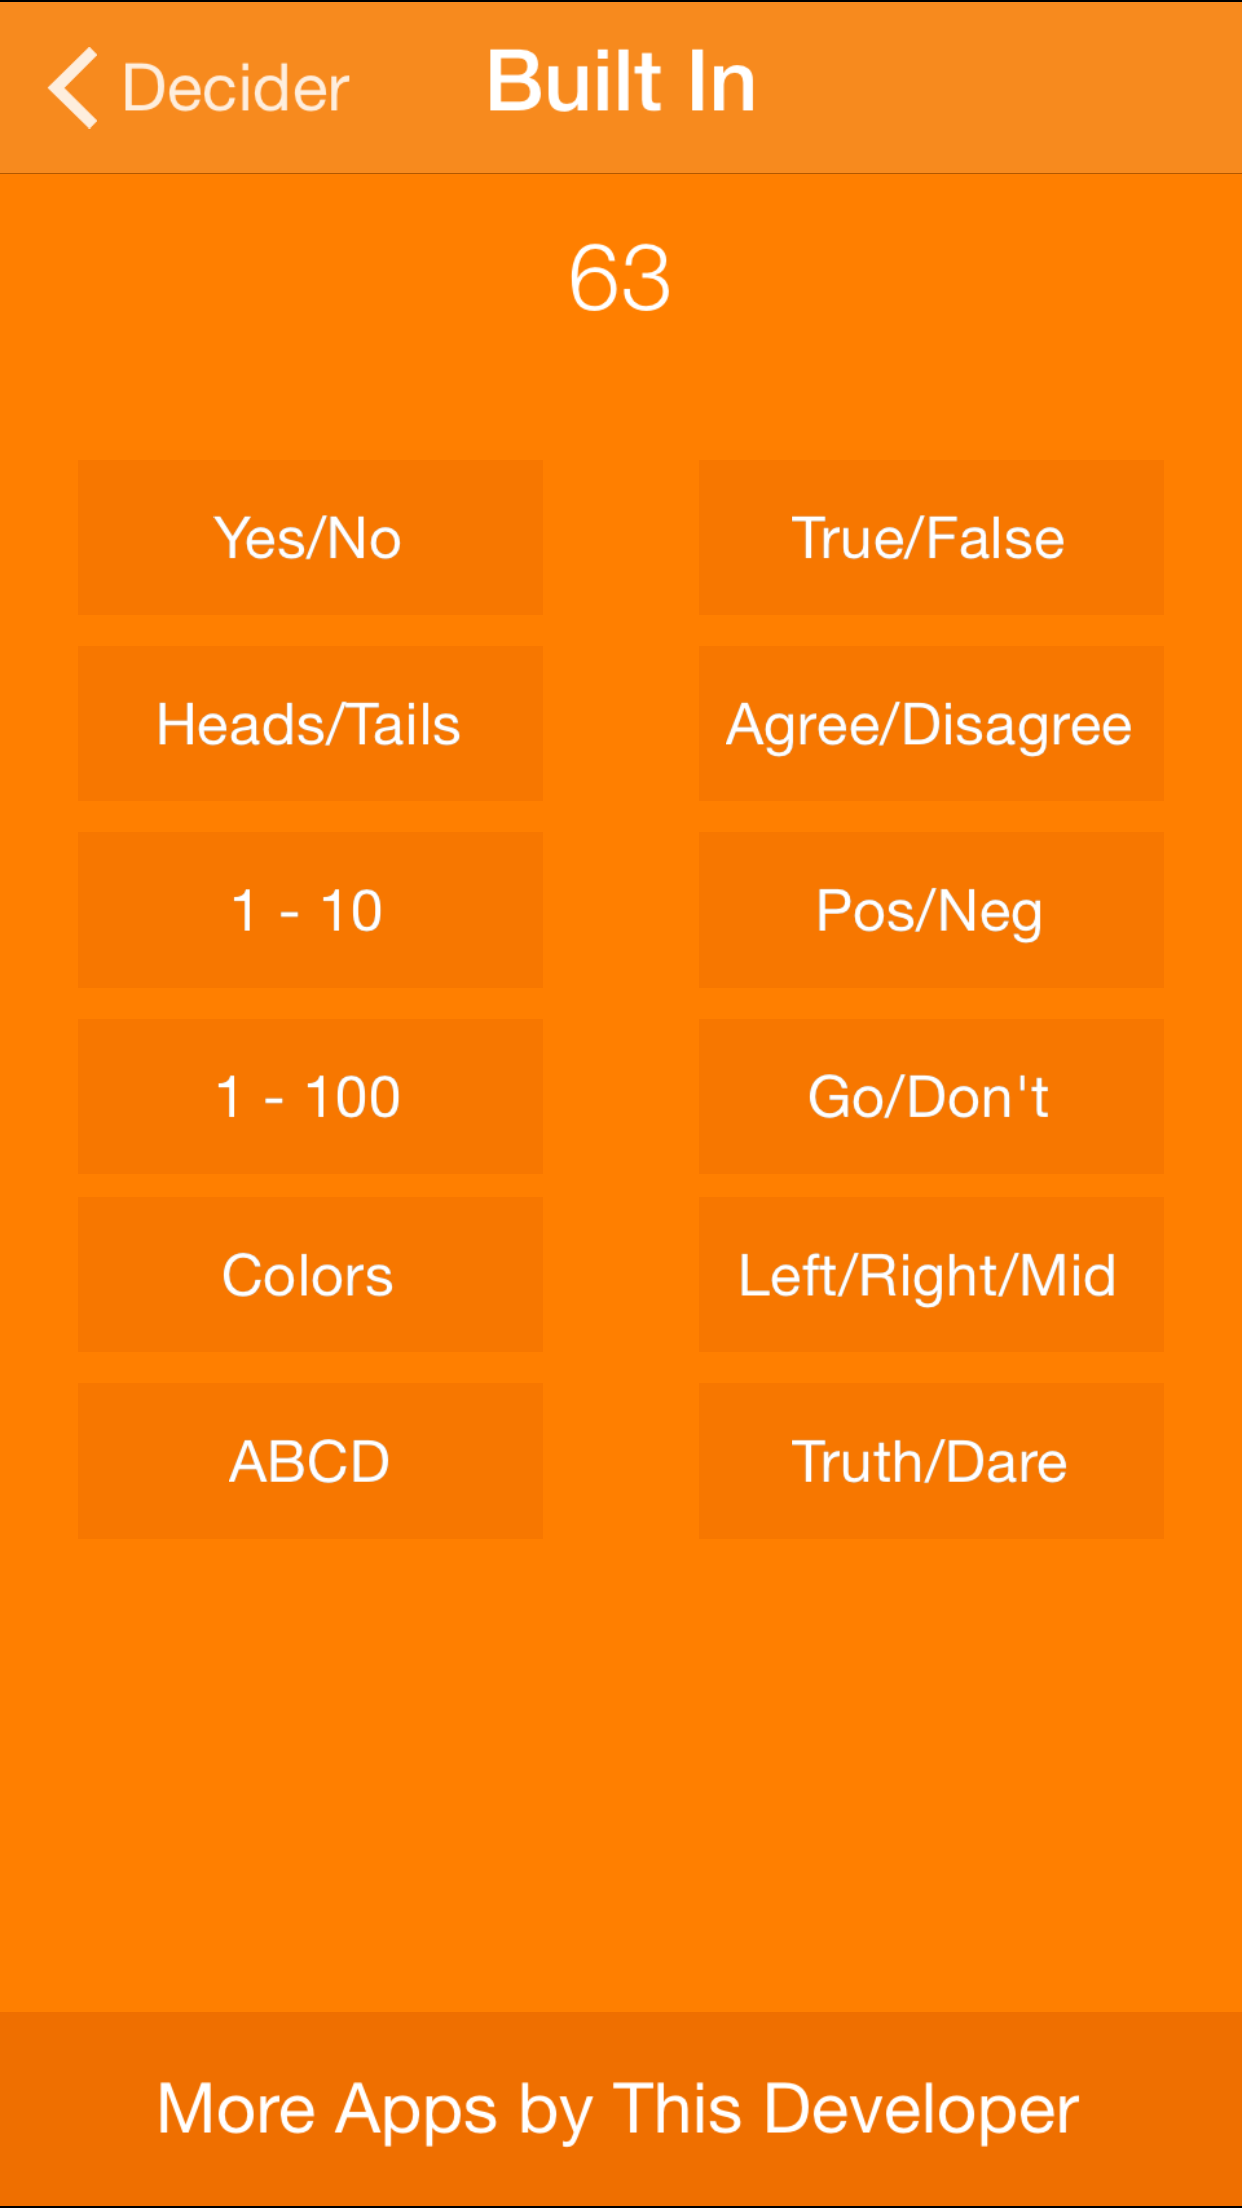 Decider
Built In
63
Yes/No
True/False
Heads/Tails
Agree/Disagree
1 - 10
Pos/Neg
1 - 100
Go/Don't
Colors
Left/Right/Mid
ABCD
Truth/Dare
More Apps by This Developer